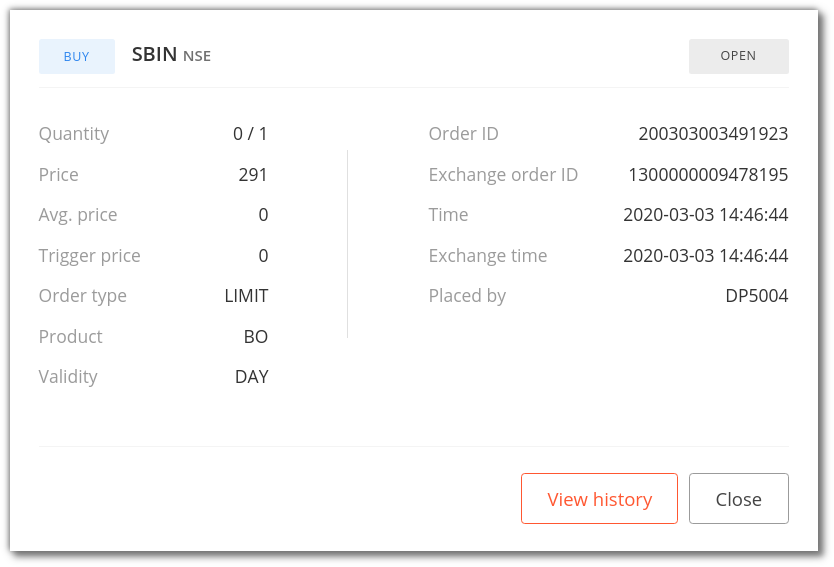 BUY SBIN NSE OPEN
Quantity 0 / 1 Order ID 200303003491923
Price 291 Exchange order ID 1300000009478195
Avg. price 0 Time 2020-03-03 14:46:44
Trigger price 0 Exchange time 2020-03-03 14:46:44
Order type LIMIT Placed by DP5004
Product BO
Validity DAY
View history Close